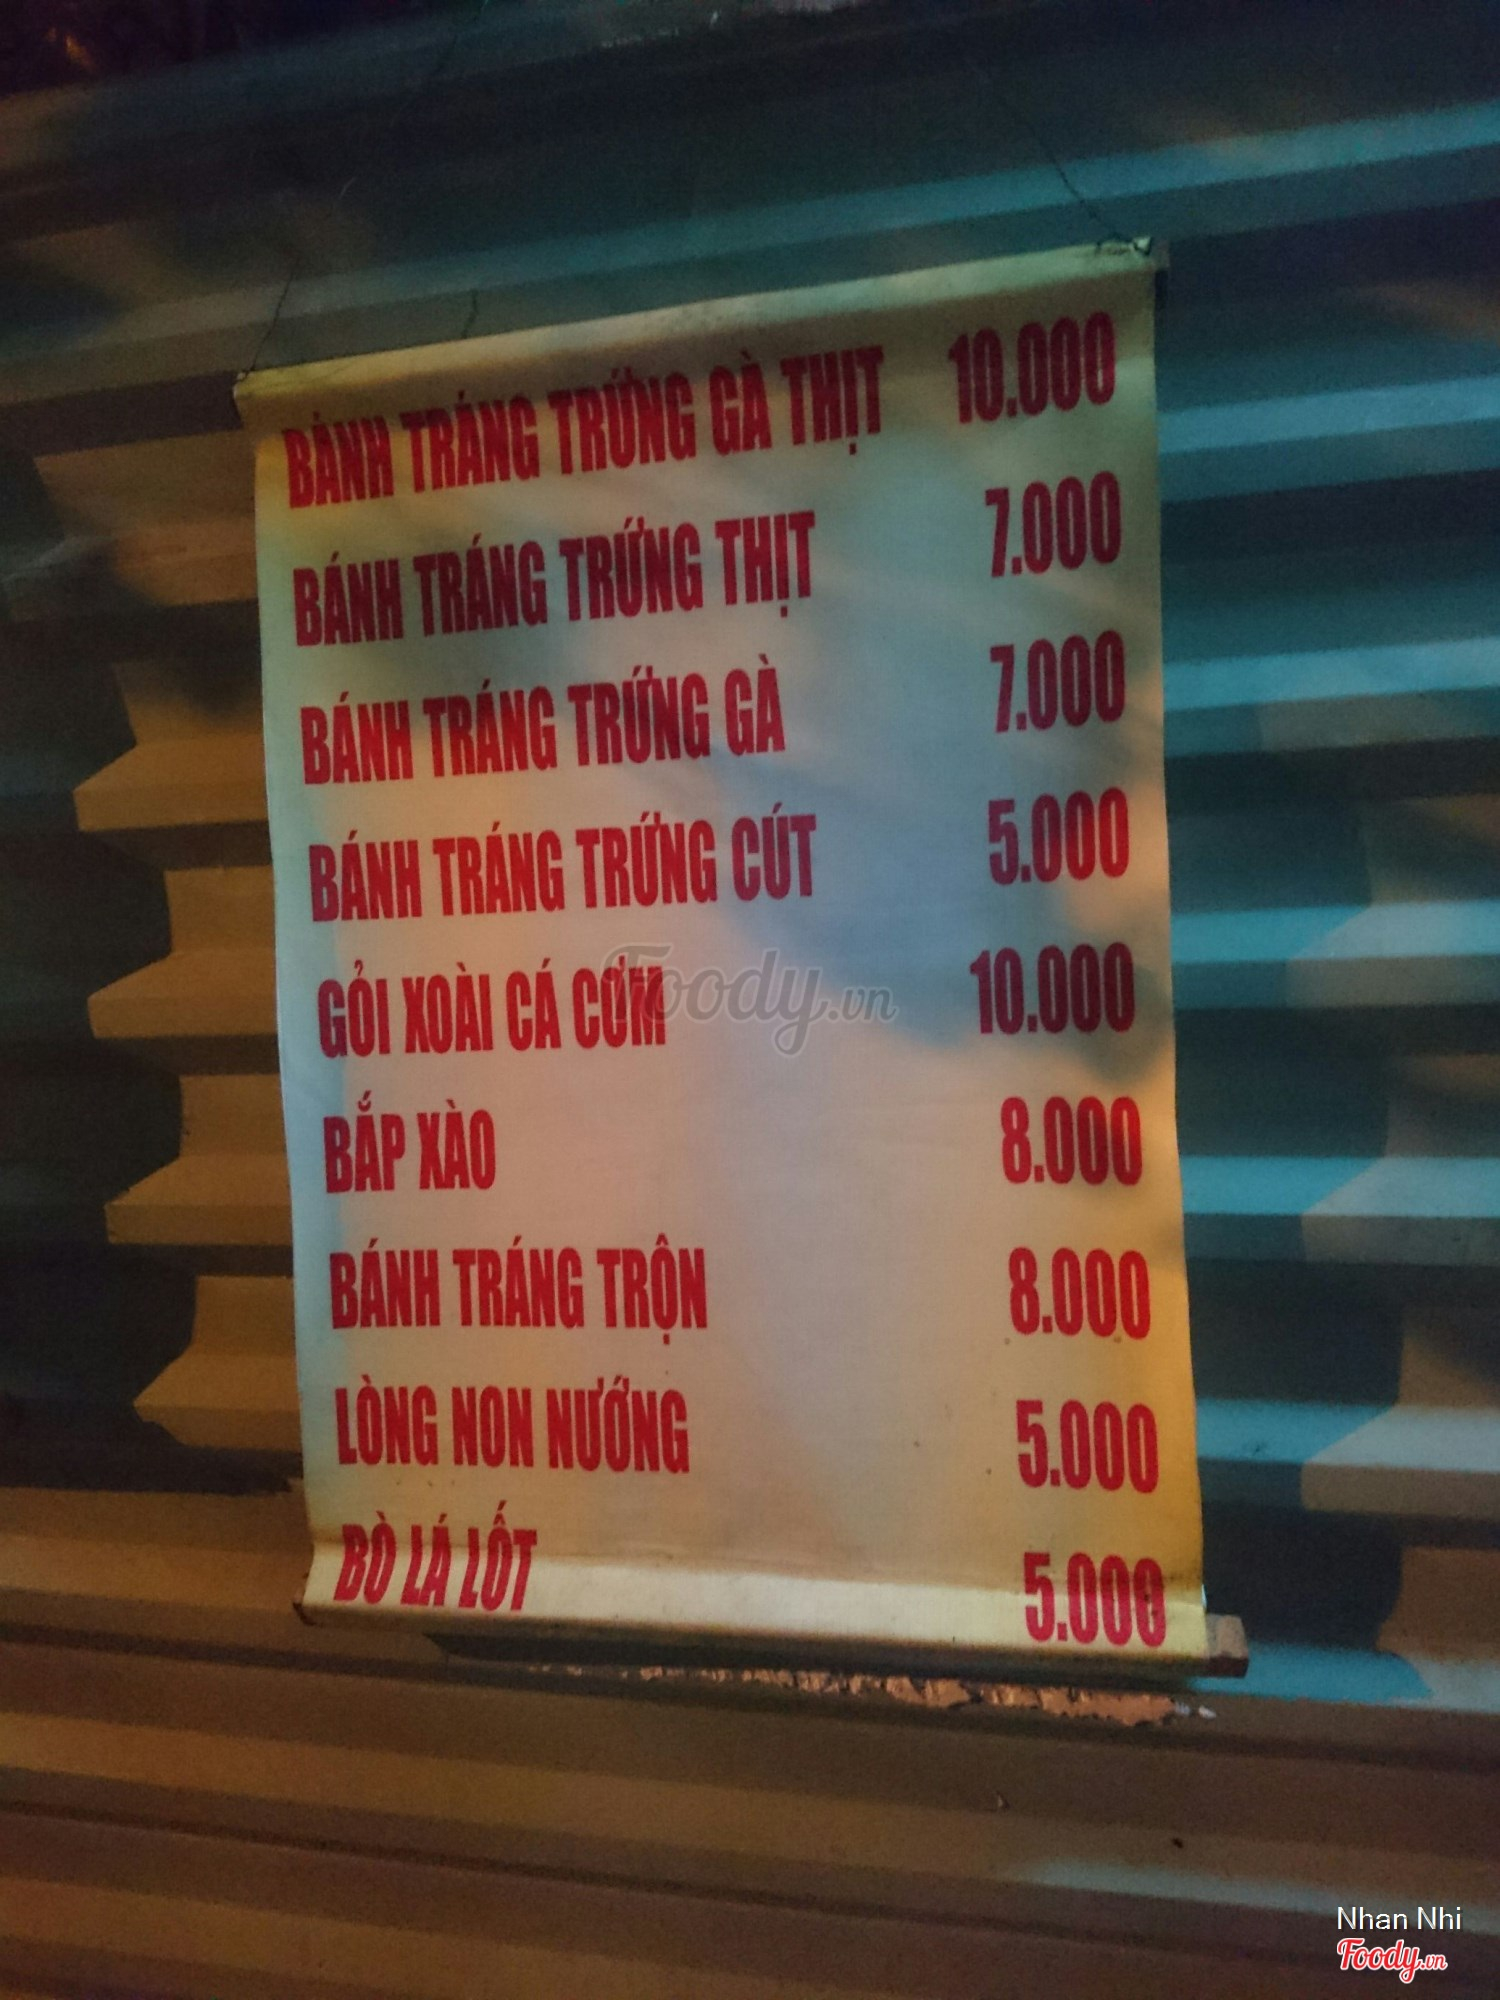 BÁNH TRÁNG TRỨNG GÀ THỊT 10.000
BÁNH TRÁNG TRỨNG THỊT 7.000
BÁNH TRÁNG TRỨNG GÀ 7.000
BÁNH TRÁNG TRỨNG CÚT 5.000
GỎI XOÀI CÁ CƠM 10.000
Foody.vn
BẮP XÀO 8.000
BÁNH TRÁNG TRỘN 8.000
LÒNG NON NƯỚNG 5.000
BÒ LÁ LỐT 5.000
Nhan Nhi
Foody.vn